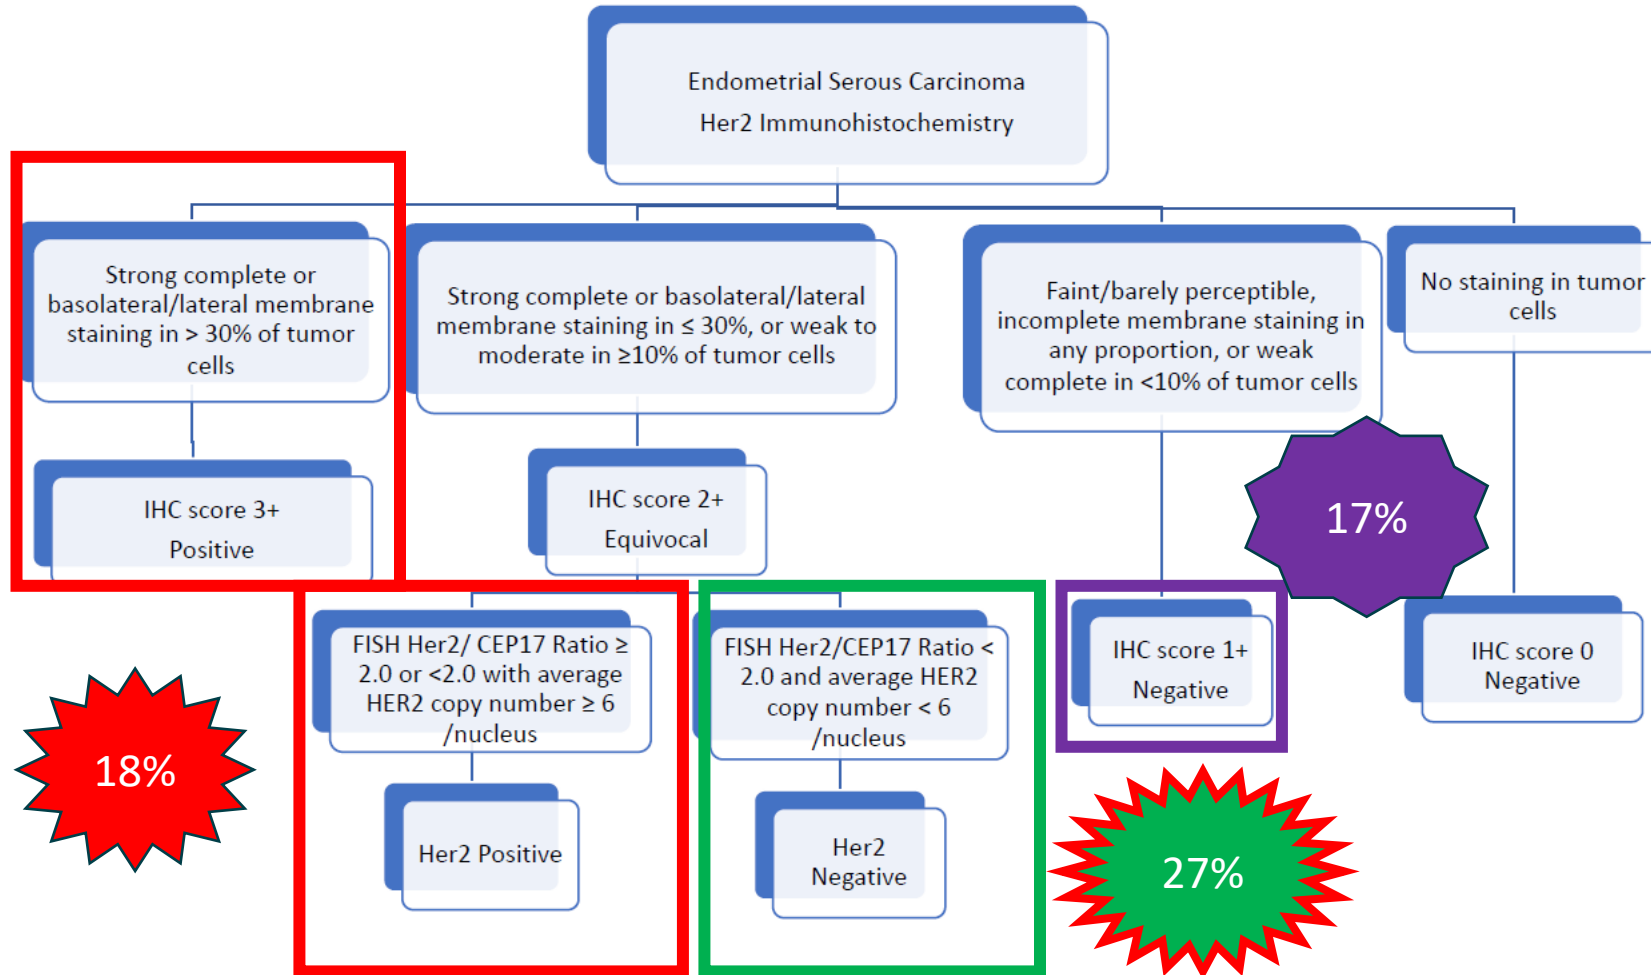 Endometrial Serous Carcinoma
Her2 Immunohistochemistry
Strong complete or
basolateral/lateral membrane
staining in > 30% of tumor
cells
Strong complete or basolateral/lateral
membrane staining in ≤ 30%, or weak to
moderate in ≥10% of tumor cells
Faint/barely perceptible,
incomplete membrane staining in
any proportion, or weak
complete in <10% of tumor cells
No staining in tumor
cells
IHC score 3+
Positive
IHC score 2+
Equivocal
17%
FISH Her2/ CEP17 Ratio ≥
2.0 or <2.0 with average
HER2 copy number ≥ 6
/nucleus
FISH Her2/CEP17 Ratio <
2.0 and average HER2
copy number < 6
/nucleus
IHC score 1+
Negative
IHC score 0
Negative
18%
Her2 Positive
Her2
Negative
27%